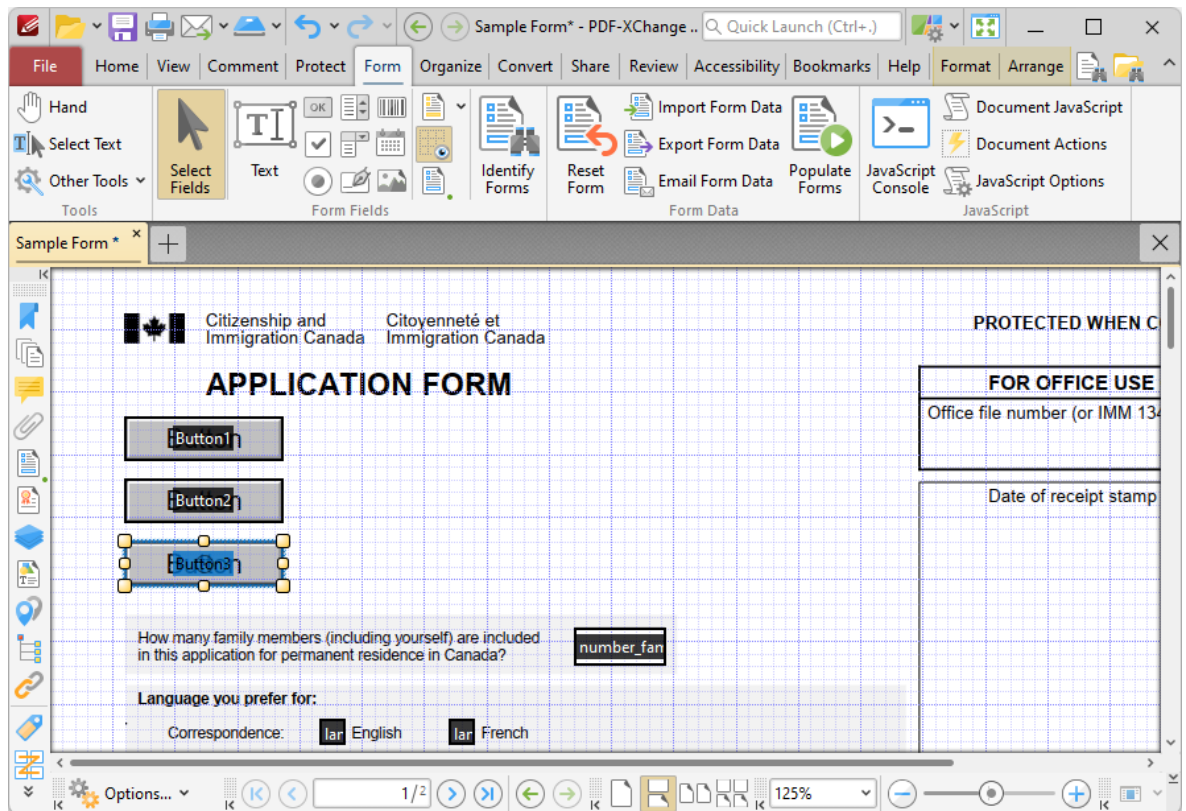 Sample Form* - PDF-XChange .. Quick Launch (Ctrl+.)
File Home View Comment Protect Form Organize Convert Share Review Accessibility Bookmarks Help Format Arrange
Hand
Select Text
Other Tools
Tools
Select Fields
Text
OK
Form Fields
Identify Forms
Reset Form
Import Form Data
Export Form Data
Email Form Data
Populate Forms
Form Data
JavaScript Console
Document JavaScript
Document Actions
JavaScript Options
JavaScript
Sample Form *
Citizenship and Citoyenneté et
Immigration Canada Immigration Canada
PROTECTED WHEN C
APPLICATION FORM
FOR OFFICE USE
Office file number (or IMM 134
Button1
Button2
Date of receipt stamp
Button3
How many family members (including yourself) are included
in this application for permanent residence in Canada?
number_fan
Language you prefer for:
Correspondence: lar English lar French
Options... 1/2 125%